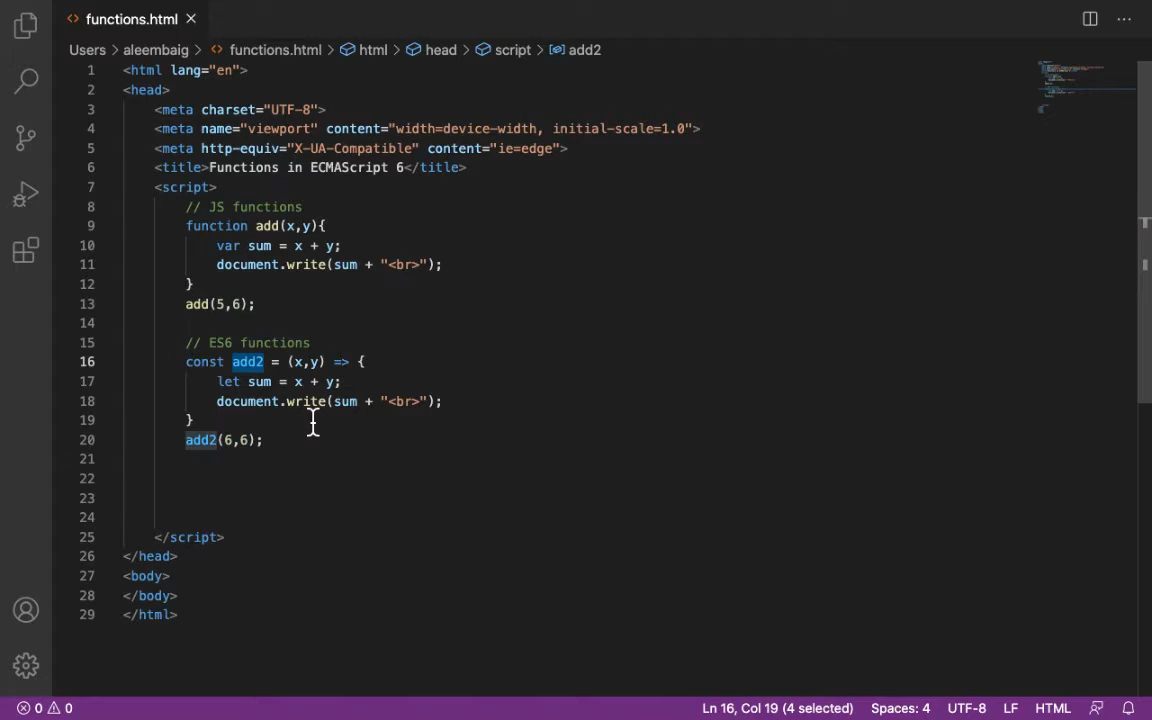 functions.html
Users > aleembaig > functions.html > html > head > script > add2
1 <html lang="en">
2 <head>
3 <meta charset="UTF-8">
4 <meta name="viewport" content="width=device-width, initial-scale=1.0">
5 <meta http-equiv="X-UA-Compatible" content="ie=edge">
6 <title>Functions in ECMAScript 6</title>
7 <script>
8 // JS functions
9 function add(x,y){
10 var sum = x + y;
11 document.write(sum + "<br>");
12 }
13 add(5,6);
14
15 // ES6 functions
16 const add2 = (x,y) => {
17 let sum = x + y;
18 document.write(sum + "<br>");
19 }
20 add2(6,6);
21
22
23
24
25 </script>
26 </head>
27 <body>
28 </body>
29 </html>
0 0 Ln 16, Col 19 (4 selected) Spaces: 4 UTF-8 LF HTML